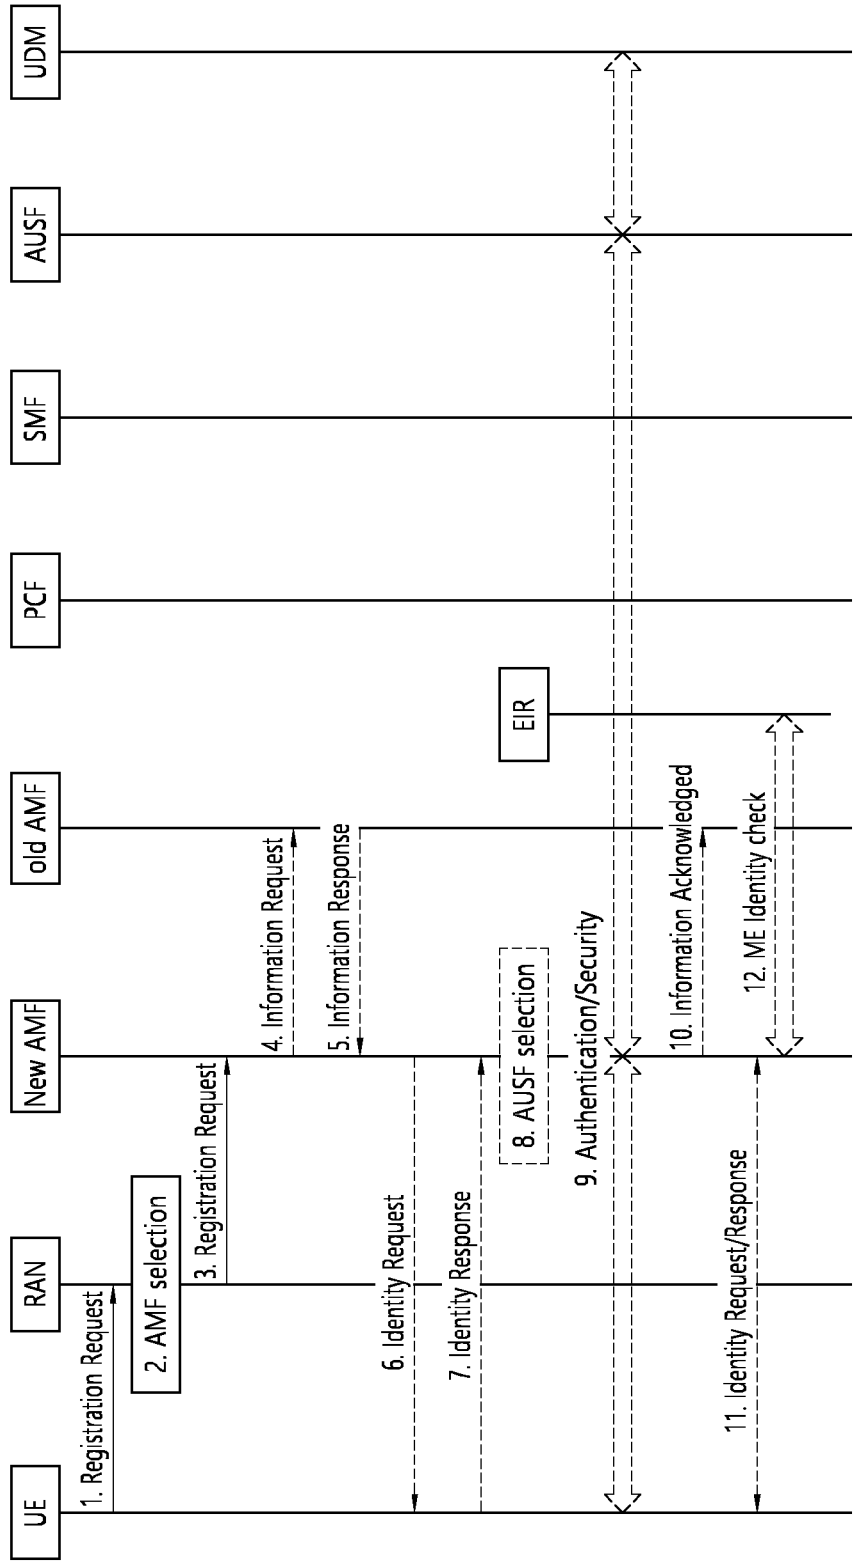 UE
RAN
New AMF
old AMF
PCF
SMF
AUSF
UDM
1. Registration Request
2. AMF selection
3. Registration Request
4. Information Request
5. Information Response
6. Identity Request
7. Identity Response
8. AUSF selection
EIR
9. Authentication/Security
10. Information Acknowledged
11. Identity Request/Response
12. ME Identity check